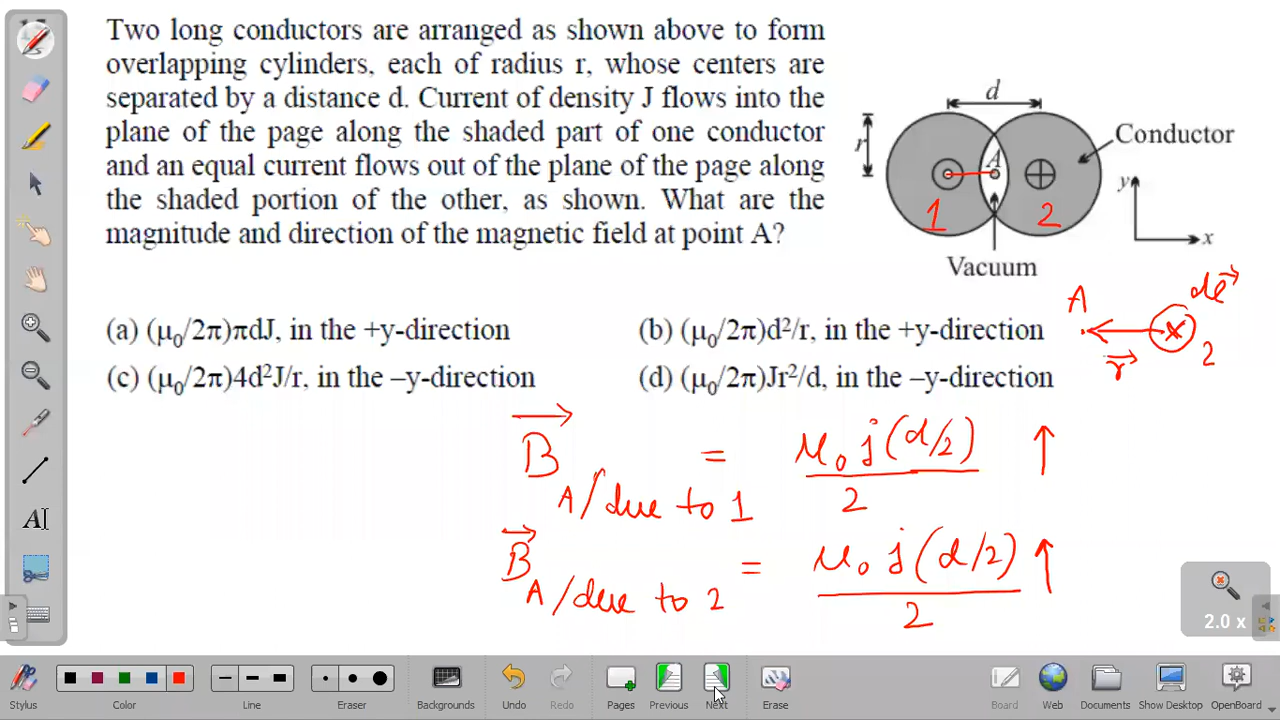 Two long conductors are arranged as shown above to form
overlapping cylinders, each of radius r, whose centers are
separated by a distance d. Current of density J flows into the
plane of the page along the shaded part of one conductor
and an equal current flows out of the plane of the page along
the shaded portion of the other, as shown. What are the
magnitude and direction of the magnetic field at point A?
d
r
A
Conductor
1
2
y
x
Vacuum
(a) (μ₀/2π)πdJ, in the +y-direction
(b) (μ₀/2π)d²/r, in the +y-direction
(c) (μ₀/2π)4d²J/r, in the –y-direction
(d) (μ₀/2π)Jr²/d, in the –y-direction
A
dl⃗
r⃗
2
B⃗ A/due to 1 = μ₀ j(d/2) / 2 ↑
B⃗ A/due to 2 = μ₀ j(d/2) / 2 ↑
2.0 x
Stylus
Color
Line
Eraser
Backgrounds
Undo
Redo
Pages
Previous
Next
Erase
Board
Web
Documents
Show Desktop
OpenBoard